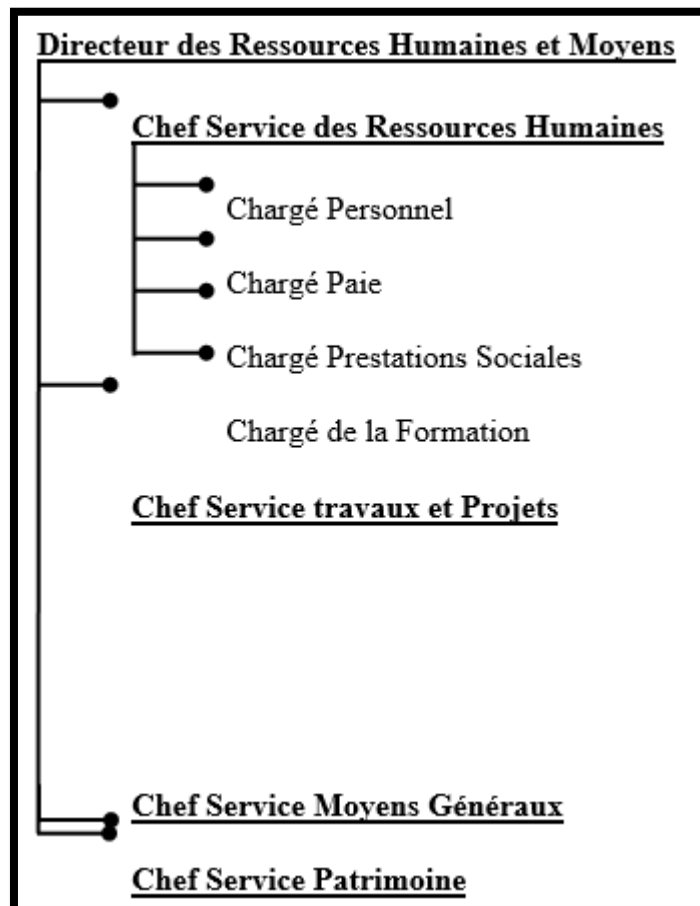 Directeur des Ressources Humaines et Moyens
Chef Service des Ressources Humaines
Chargé Personnel
Chargé Paie
Chargé Prestations Sociales
Chargé de la Formation
Chef Service travaux et Projets
Chef Service Moyens Généraux
Chef Service Patrimoine